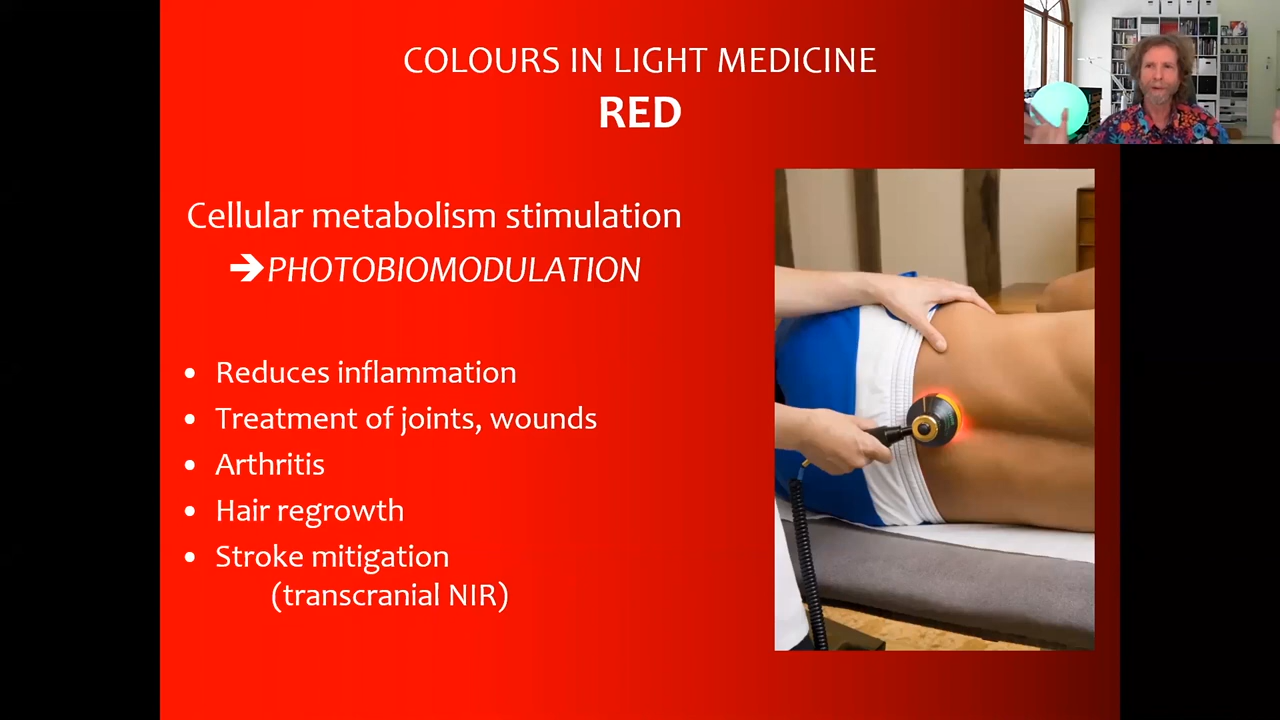 COLOURS IN LIGHT MEDICINE
RED
Cellular metabolism stimulation
➔PHOTOBIOMODULATION
• Reduces inflammation
• Treatment of joints, wounds
• Arthritis
• Hair regrowth
• Stroke mitigation
(transcranial NIR)